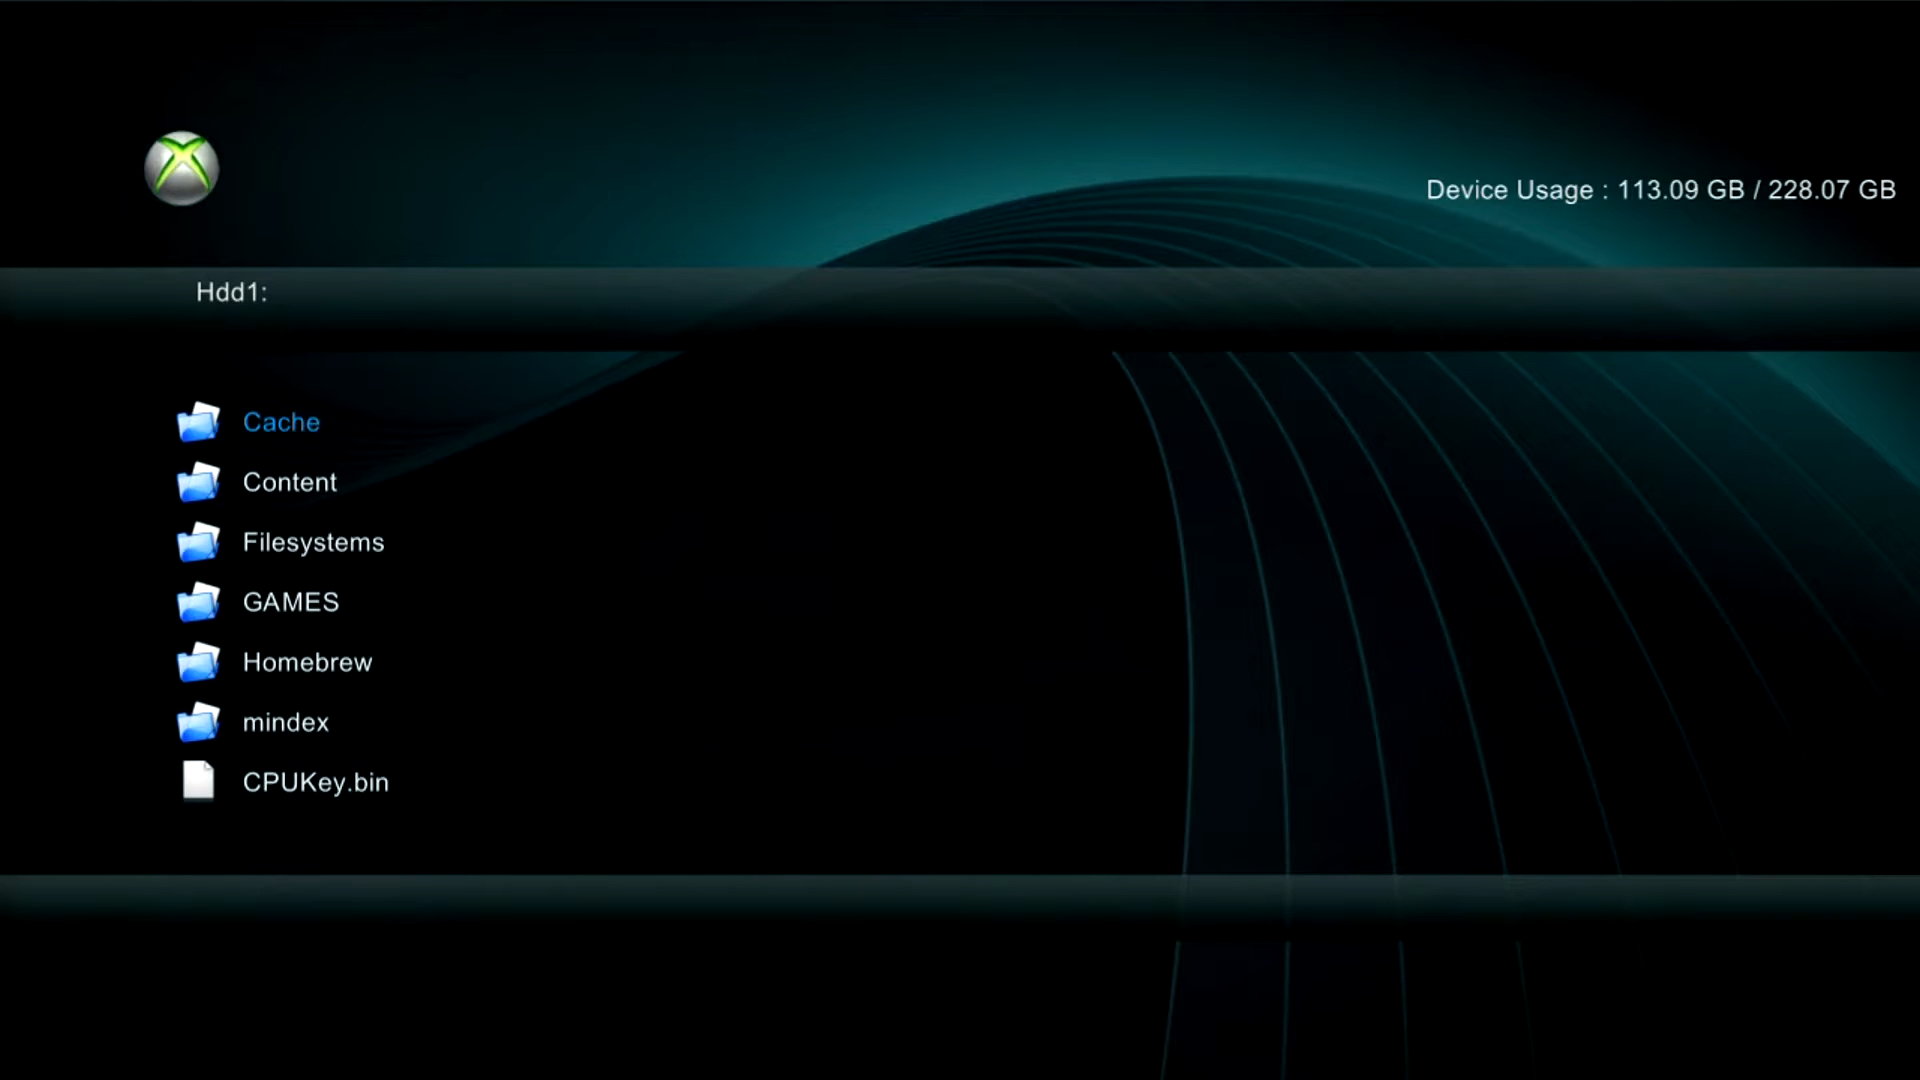 Device Usage : 113.09 GB / 228.07 GB
Hdd1:
Cache
Content
Filesystems
GAMES
Homebrew
mindex
CPUKey.bin